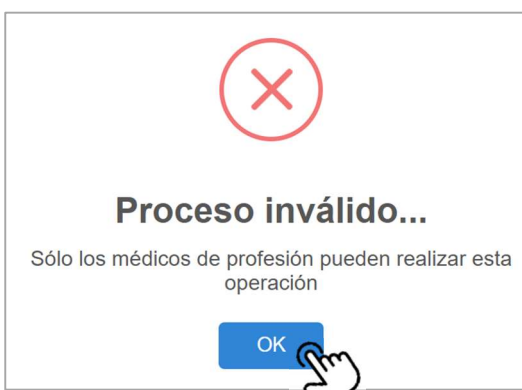 Proceso inválido...
Sólo los médicos de profesión pueden realizar esta
operación
OK